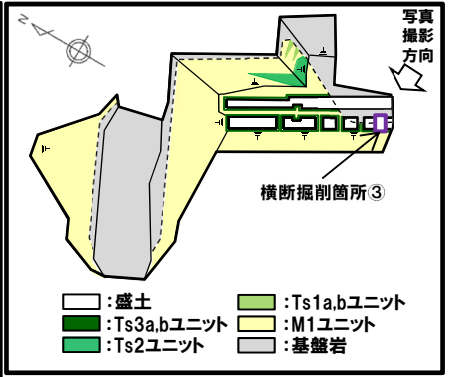 N
写真
撮影
方向
横断掘削箇所③
:盛土
:Ts1a,bユニット
:Ts3a,bユニット
:M1ユニット
:Ts2ユニット
:基盤岩